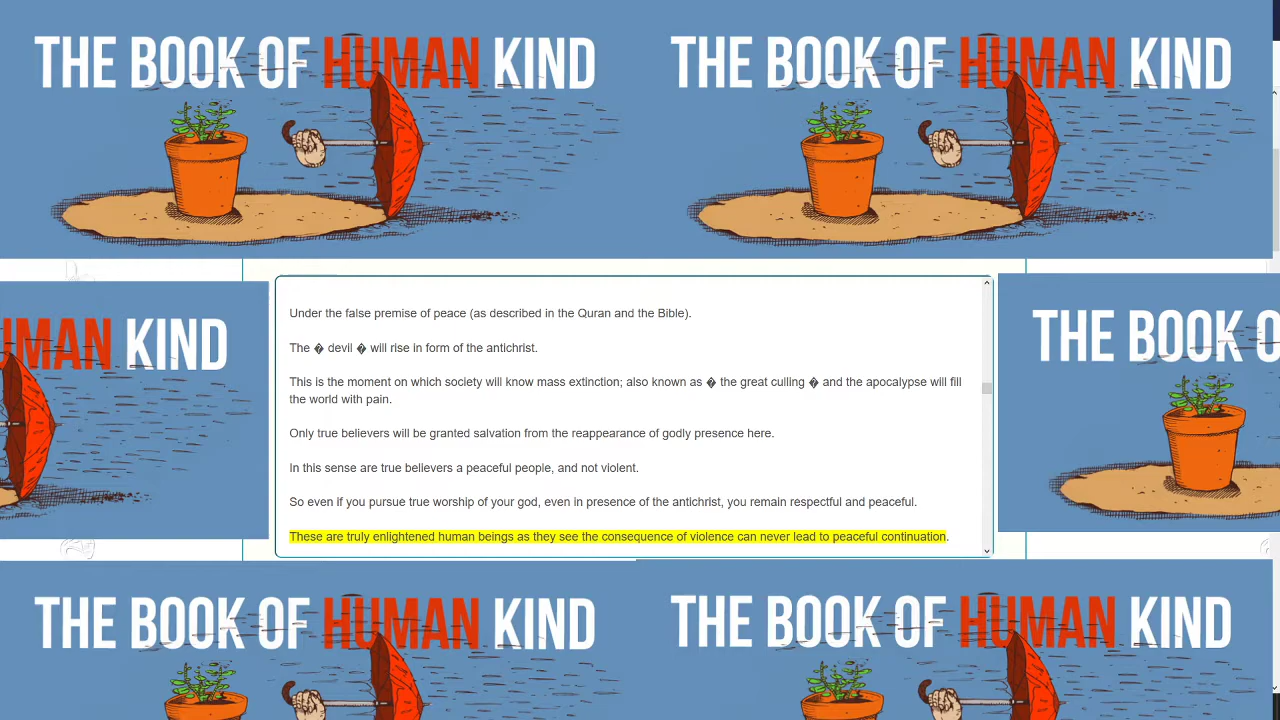 THE BOOK OF HUMAN KIND
THE BOOK OF HUMAN KIND
Under the false premise of peace (as described in the Quran and the Bible).
The � devil � will rise in form of the antichrist.
This is the moment on which society will know mass extinction; also known as � the great culling � and the apocalypse will fill
the world with pain.
Only true believers will be granted salvation from the reappearance of godly presence here.
In this sense are true believers a peaceful people, and not violent.
So even if you pursue true worship of your god, even in presence of the antichrist, you remain respectful and peaceful.
These are truly enlightened human beings as they see the consequence of violence can never lead to peaceful continuation.
UMAN KIND
THE BOOK O
THE BOOK OF HUMAN KIND
THE BOOK OF HUMAN KIND